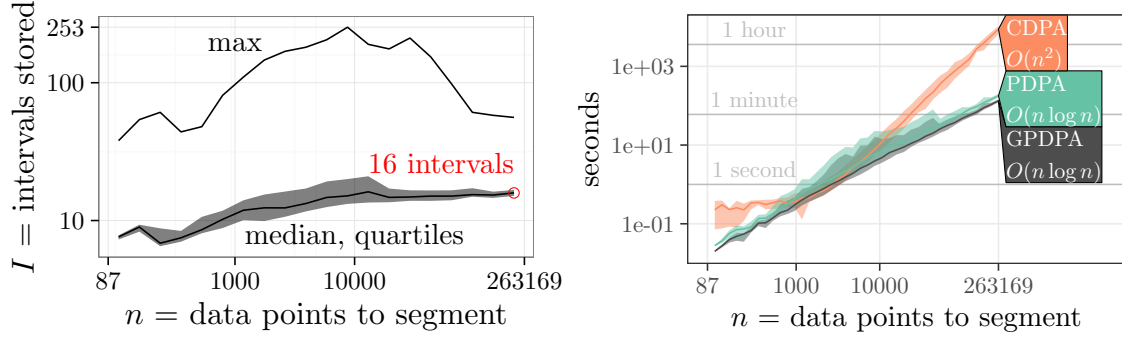 I = intervals stored
253
100
10
max
16 intervals
median, quartiles
87
1000
10000
263169
n = data points to segment
seconds
1e+03
1e+01
1e-01
1 hour
1 minute
1 second
CDPA
O(n²)
PDPA
O(n log n)
GPDPA
O(n log n)
87
1000
10000
263169
n = data points to segment